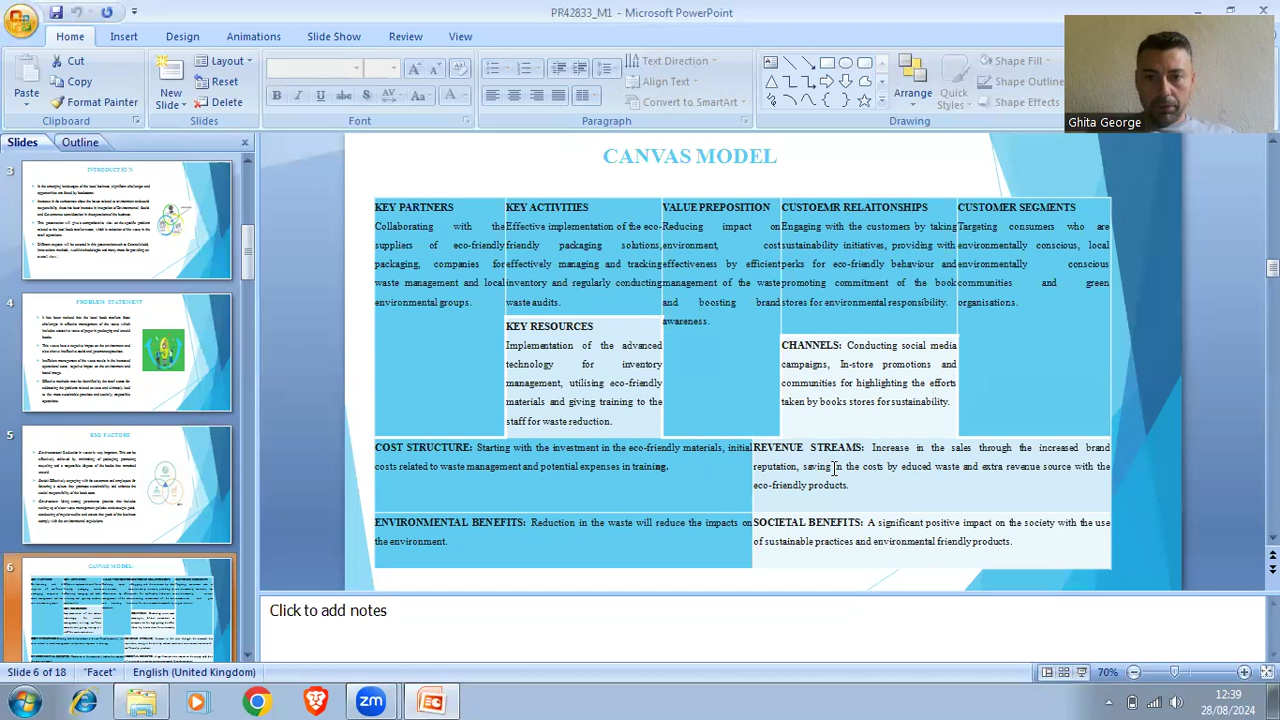 PR42833_M1 - Microsoft PowerPoint
Home Insert Design Animations Slide Show Review View
Paste
Cut
Copy
Format Painter
Clipboard
New
Slide
Layout
Reset
Delete
Slides
Font
Text Direction
Align Text
Convert to SmartArt
Paragraph
Arrange
Quick
Styles
Shape Fill
Shape Outline
Shape Effects
Drawing
Ghita George
Slides Outline
3
INTRODUCTION
4
PROBLEM STATEMENT
5
ESG FACTORS
6
CANVAS MODEL
CANVAS MODEL
KEY PARTNERS
Collaborating with the
suppliers of eco-friendly
packaging, companies for
waste management and local
environmental groups.
KEY ACTIVITIES
Effective implementation of the eco-
friendly packaging solutions,
effectively managing and tracking
inventory and regularly conducting
waste audits.
KEY RESOURCES
Implementation of the advanced
technology for inventory
management, utilising eco-friendly
materials and giving training to the
staff for waste reduction.
VALUE PREPOSITION
Reducing impact
environment,
effectiveness by efficient
management of the waste
and boosting brand
awareness.
RELAITONSHIPS
with the customers by taking
initiatives, providing with
perks for eco-friendly behaviour and
promoting commitment of the book
stores for environmental responsibility.
CHANNELS: Conducting social media
campaigns, In-store promotions and
communities for highlighting the effort
taken by books stores for sustainability.
CUSTOMER SEGMENTS
Targeting consumers who are
environmentally conscious, local
environmentally conscious
communities and green
organisations.
COST STRUCTURE: Starting with the investment in the eco-friendly materials, initial
costs related to waste management and potential expenses in training.
REVENUE STREAMS: Increase in the sales through the increased brand
reputation, saving in the costs by educed waste and extra revenue source with the
eco-friendly products.
ENVIRONMENTAL BENEFITS: Reduction in the waste will reduce the impacts on
the environment.
SOCIETAL BENEFITS: A significant positive impact on the society with the use
of sustainable practices and environmental friendly products.
Click to add notes
Slide 6 of 18 "Facet" English (United Kingdom) 70%
zm
12:39
28/08/2024